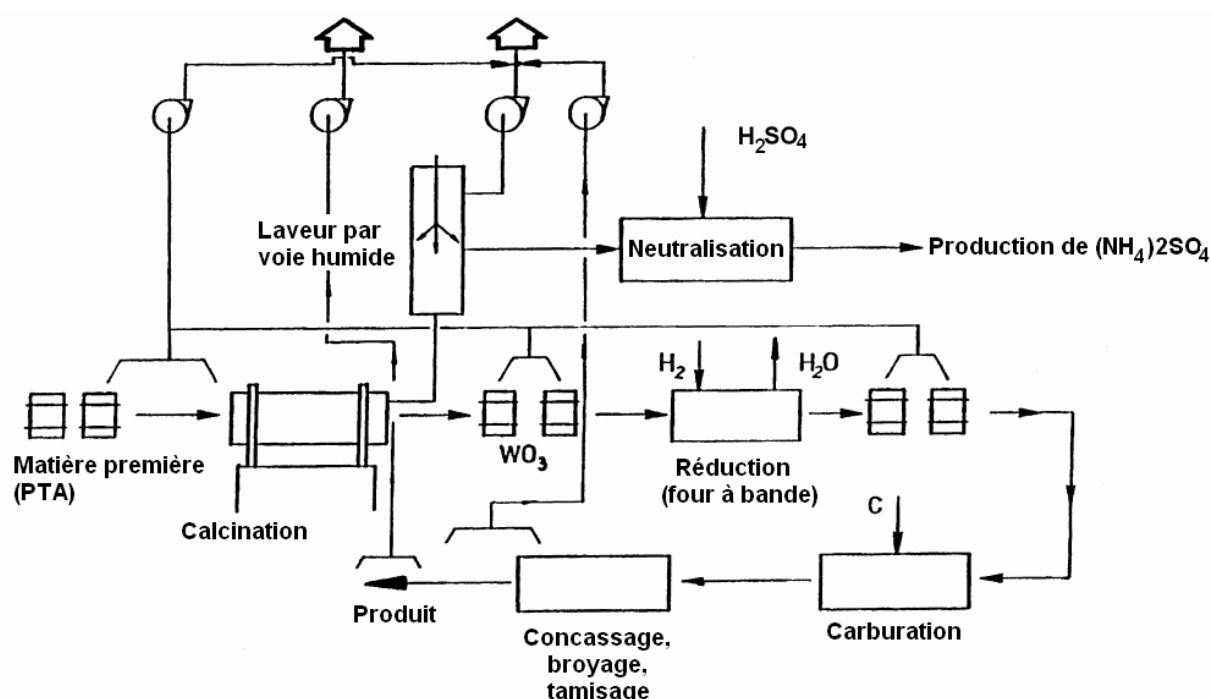 H₂SO₄
Laveur par
voie humide
Neutralisation
Production de (NH₄)2SO₄
H₂
H₂O
Matière première
(PTA)
WO₃
Réduction
(four à bande)
Calcination
C
Produit
Concassage,
broyage,
tamisage
Carburation